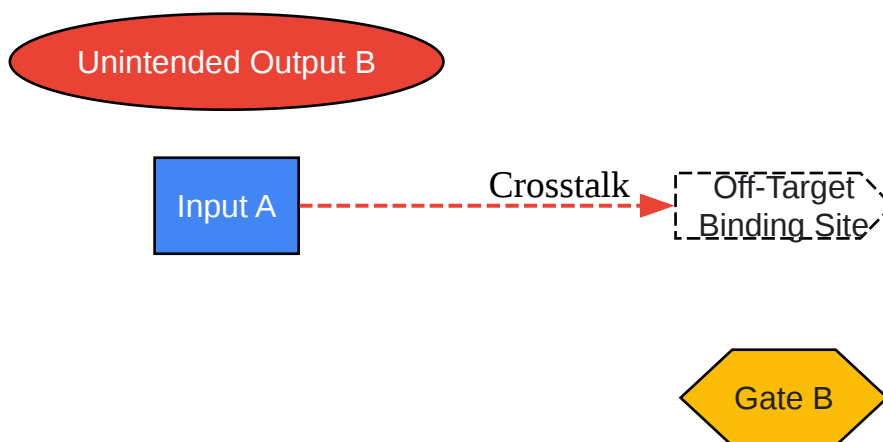 Unintended Output B
Input A
Crosstalk
Off-Target
Binding Site
Gate B